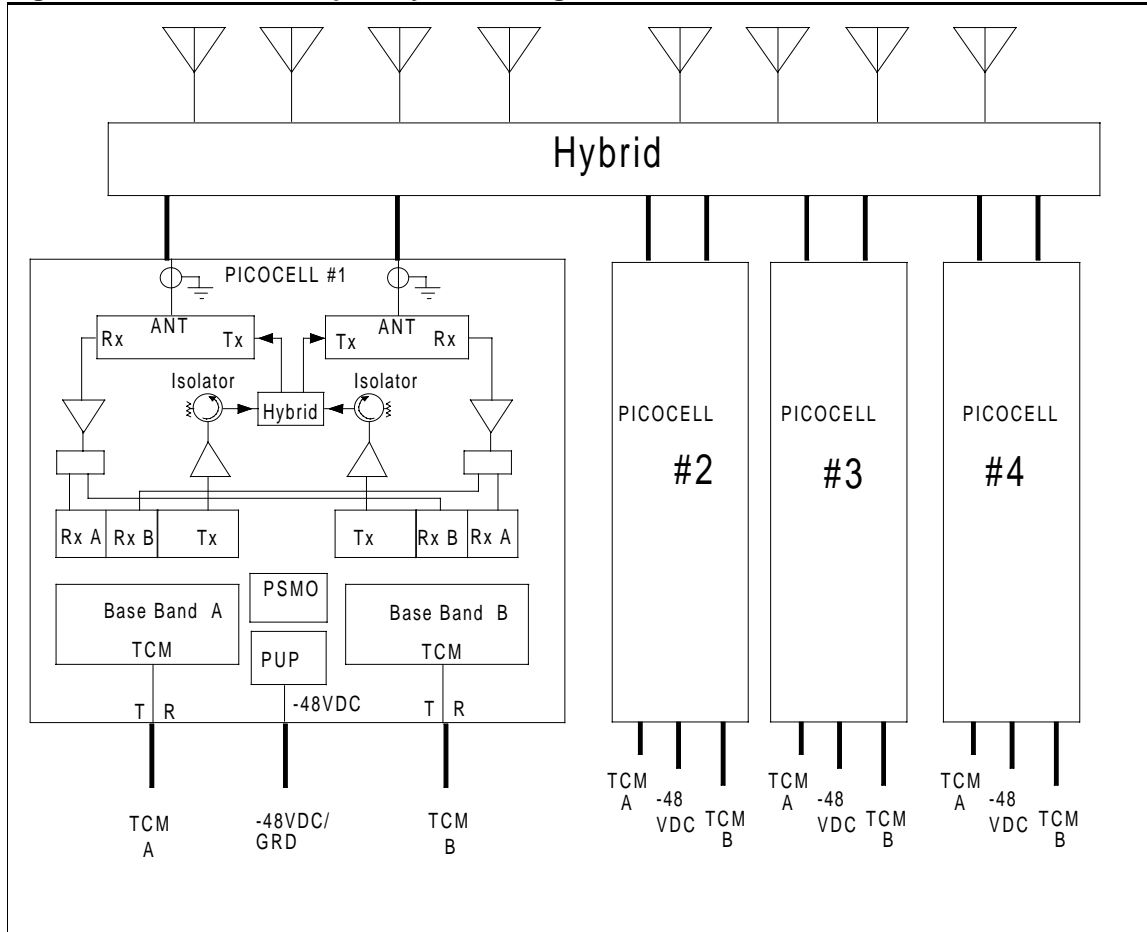 Hybrid
PICOCELL #1
ANT
Rx Tx
ANT
Tx Rx
Isolator
Isolator
Hybrid
Rx A Rx B Tx
Tx Rx B Rx A
PSMO
Base Band A
TCM
Base Band B
TCM
PUP
-48VDC
T R
T R
TCM
A
-48VDC/
GRD
TCM
B
PICOCELL
#2
PICOCELL
#3
PICOCELL
#4
TCM
A
-48
VDC
TCM
B
TCM
A
-48
VDC
TCM
B
TCM
A
-48
VDC
TCM
B